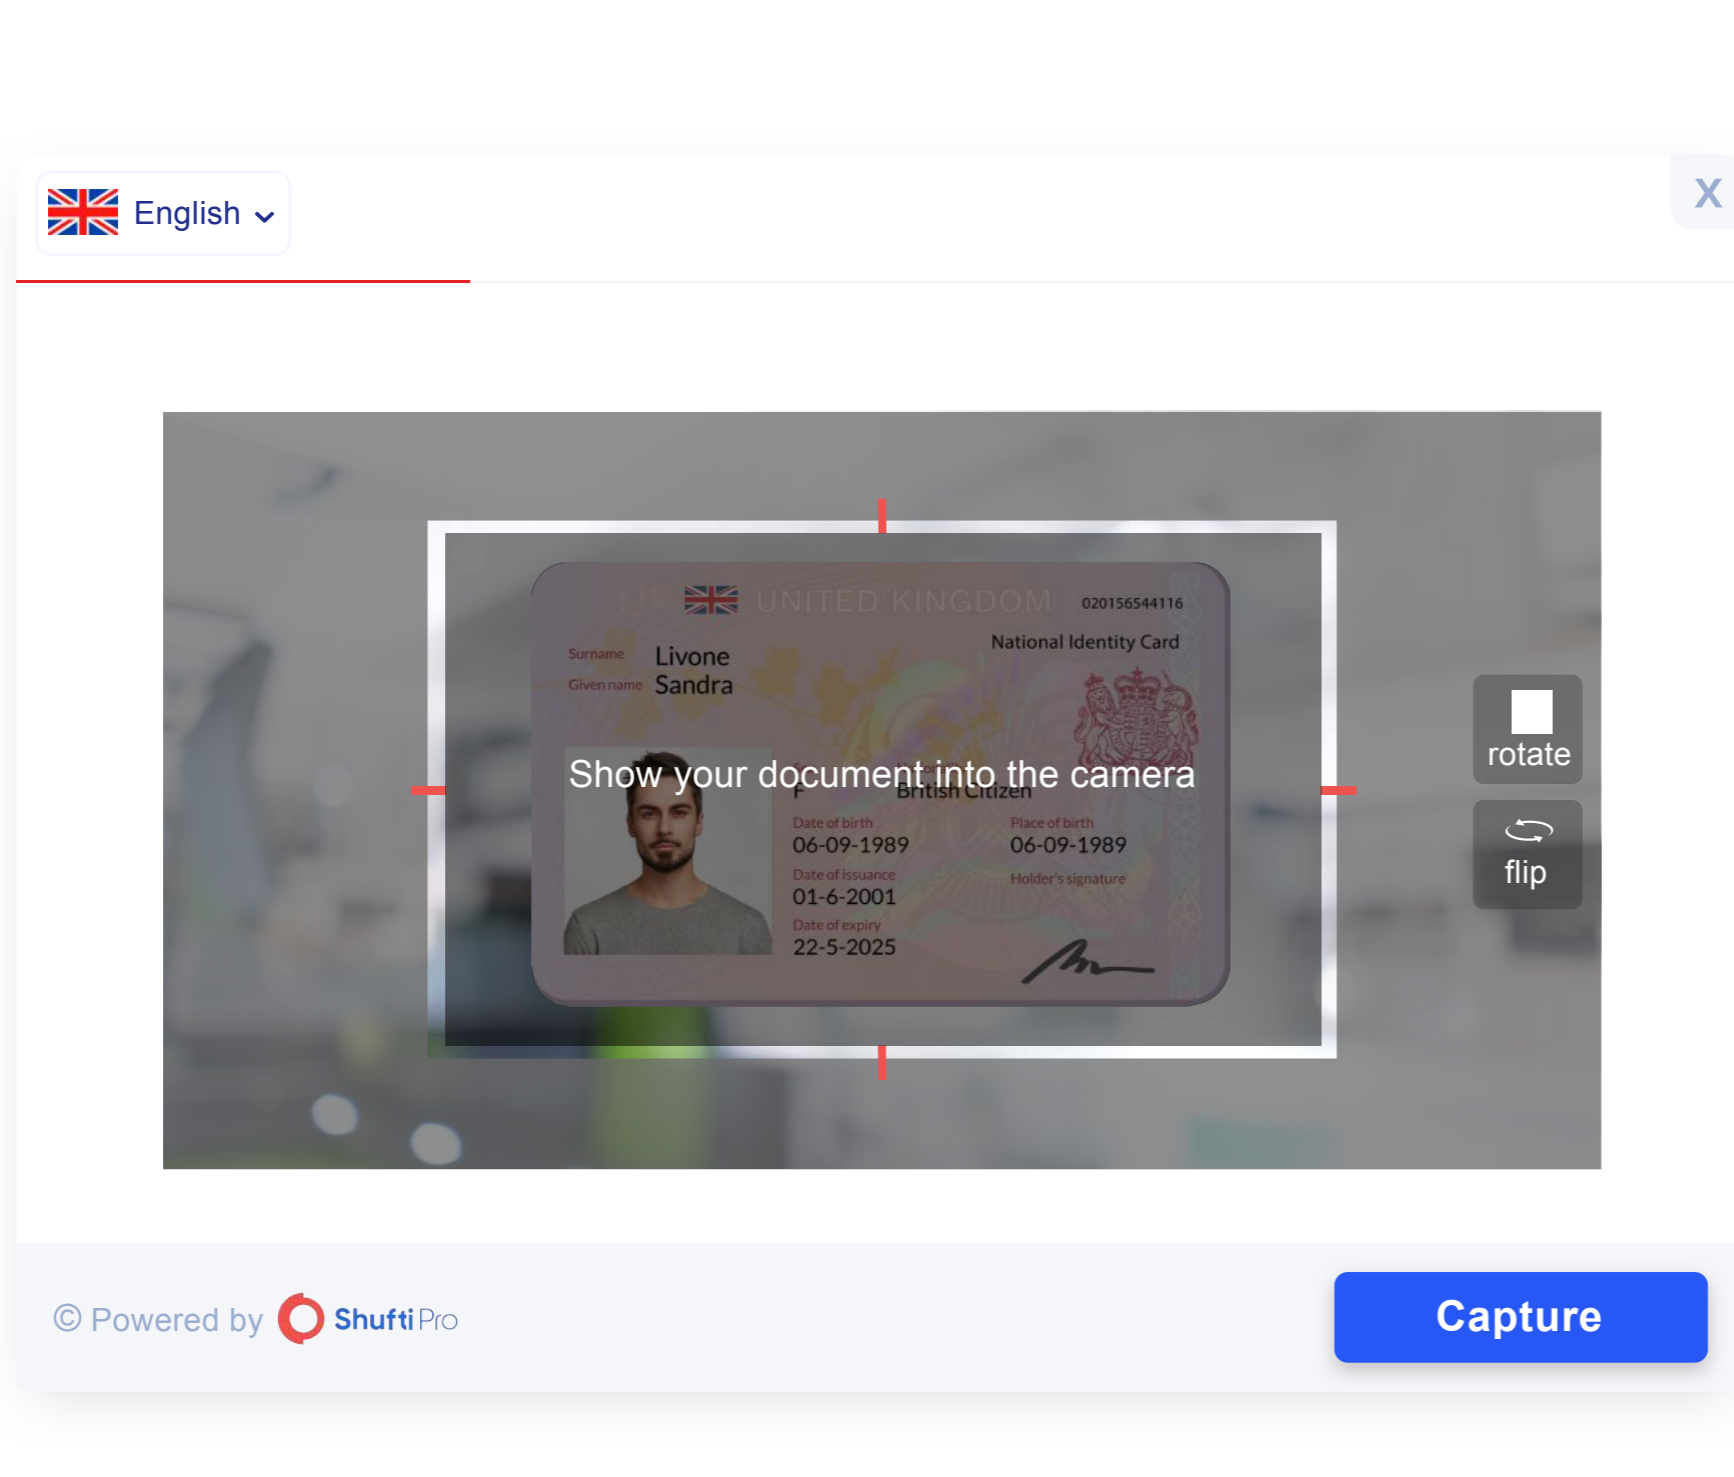 English
X
UNITED KINGDOM 020156544116
National Identity Card
Surname Livone
Given name Sandra
Show your document into the camera
F British Citizen
Date of birth Place of birth
06-09-1989 06-09-1989
Date of issuance Holder's signature
01-6-2001
Date of expiry
22-5-2025
rotate
flip
© Powered by Shufti Pro
Capture